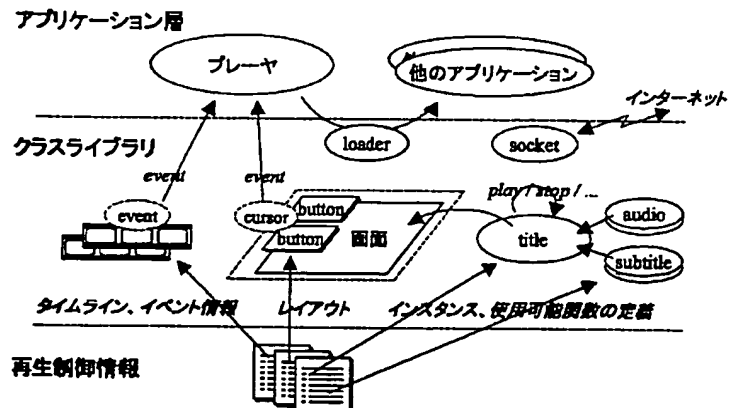 アプリケーション層
プレーヤ
他のアプリケーション
インターネット
クラスライブラリ
loader
socket
event
event
play / stop / ...
event
cursor
button
button
画面
title
audio
subtitle
タイムライン、イベント情報
レイアウト
インスタンス、使用可能関数の定義
再生制御情報